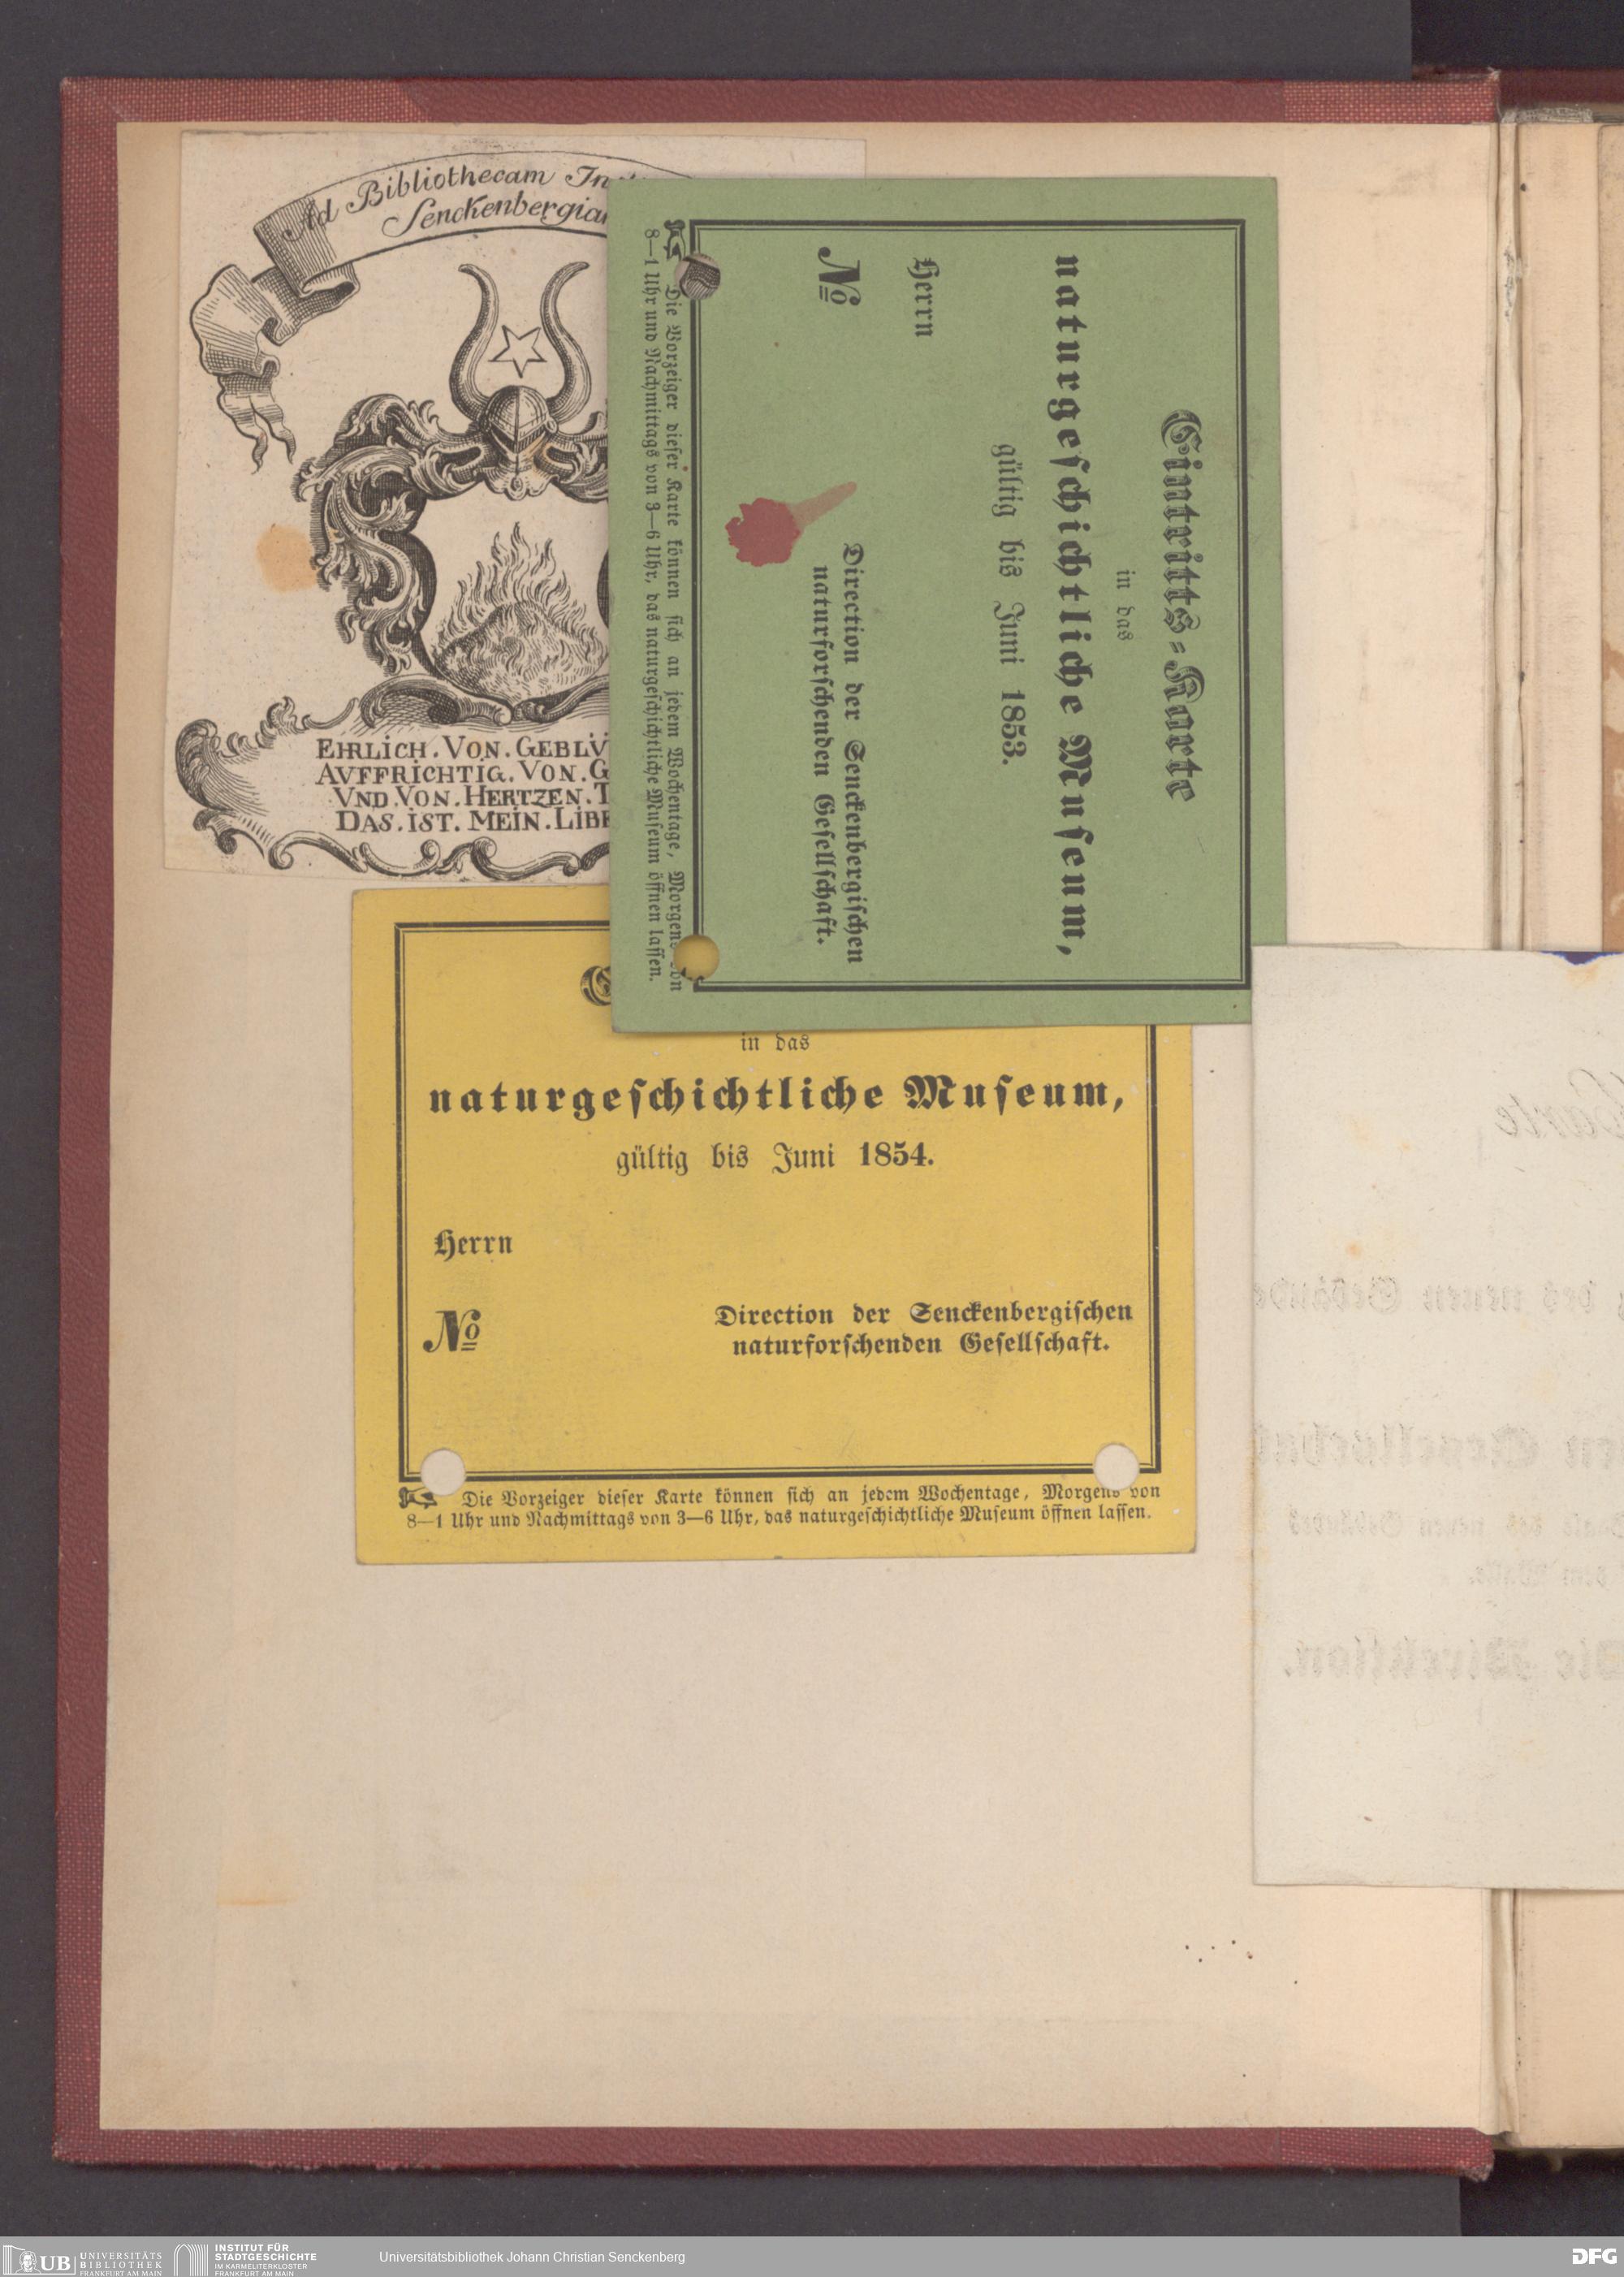 Ad Bibliothecam
EHRLICH . VON .
AVFFRICHTIG . VON .
VND . VON . HERTZEN .
DAS . IST . MEIN .
Eintritts=Karte
in das
naturgeſchichtliche Muſeum,
gültig bis Juni 1853.
Herrn
No
Direction der Senckenbergiſchen
naturforſchenden Geſellſchaft.
Die Vorzeiger dieſer Karte können ſich an jedem Wochentage, Morgens von
8—1 Uhr und Nachmittags von 3—6 Uhr, das naturgeſchichtliche Muſeum öffnen laſſen.
in das
naturgeſchichtliche Muſeum,
gültig bis Juni 1854.
Herrn
No
Direction der Senckenbergiſchen
naturforſchenden Geſellſchaft.
Die Vorzeiger dieſer Karte können ſich an jedem Wochentage, Morgens von
8—1 Uhr und Nachmittags von 3—6 Uhr, das naturgeſchichtliche Muſeum öffnen laſſen.
Karte
des neuen
Die Direktion.
UB UNIVERSITÄTS
BIBLIOTHEK
FRANKFURT AM MAIN
INSTITUT FÜR
STADTGESCHICHTE
IM KARMELITERKLOSTER
FRANKFURT AM MAIN
Universitätsbibliothek Johann Christian Senckenberg
DFG